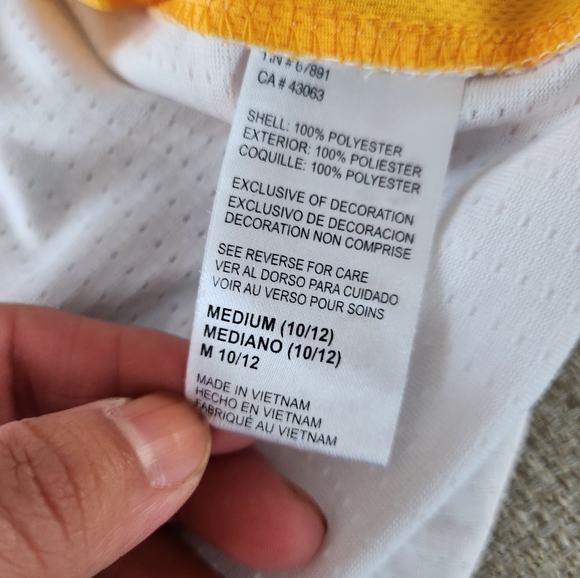 # 67891
CA # 43063
SHELL: 100% POLYESTER
EXTERIOR: 100% POLIESTER
COQUILLE: 100% POLYESTER
EXCLUSIVE OF DECORATION
EXCLUSIVO DE DECORACION
DECORATION NON COMPRISE
SEE REVERSE FOR CARE
VER AL DORSO PARA CUIDADO
VOIR AU VERSO POUR SOINS
MEDIUM (10/12)
MEDIANO (10/12)
M 10/12
MADE IN VIETNAM
HECHO EN VIETNAM
FABRIQUÉ AU VIETNAM